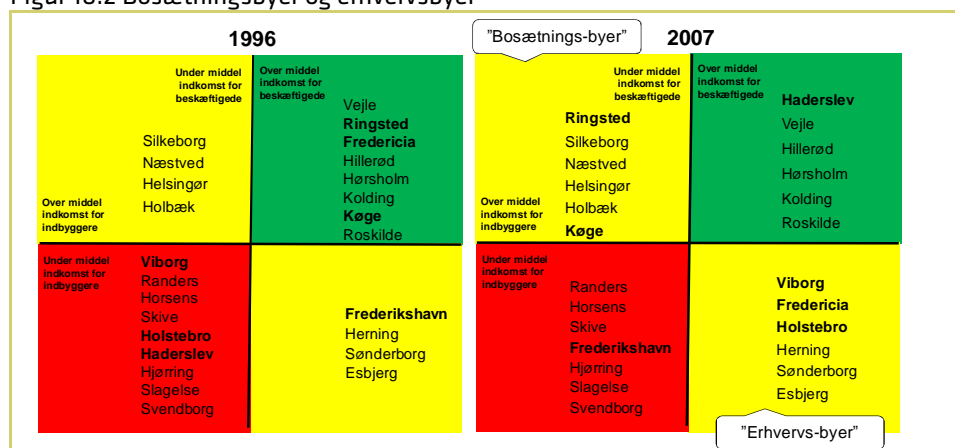 Figur 10.2 Bosætningsbyer og erhvervsbyer
1996
Under middel
indkomst for
beskæftigede
Over middel
indkomst for
beskæftigede
Silkeborg
Næstved
Helsingør
Holbæk
Over middel
indkomst for
indbyggere
Vejle
Ringsted
Fredericia
Hillerød
Hørsholm
Kolding
Køge
Roskilde
Under middel
indkomst for
indbyggere
Viborg
Randers
Horsens
Skive
Holstebro
Haderslev
Hjørring
Slagelse
Svendborg
Frederikshavn
Herning
Sønderborg
Esbjerg
"Bosætnings-byer"
2007
Under middel
indkomst for
beskæftigede
Over middel
indkomst for
beskæftigede
Ringsted
Silkeborg
Næstved
Helsingør
Holbæk
Køge
Over middel
indkomst for
indbyggere
Haderslev
Vejle
Hillerød
Hørsholm
Kolding
Roskilde
Under middel
indkomst for
indbyggere
Randers
Horsens
Skive
Frederikshavn
Hjørring
Slagelse
Svendborg
Viborg
Fredericia
Holstebro
Herning
Sønderborg
Esbjerg
"Erhvervs-byer"